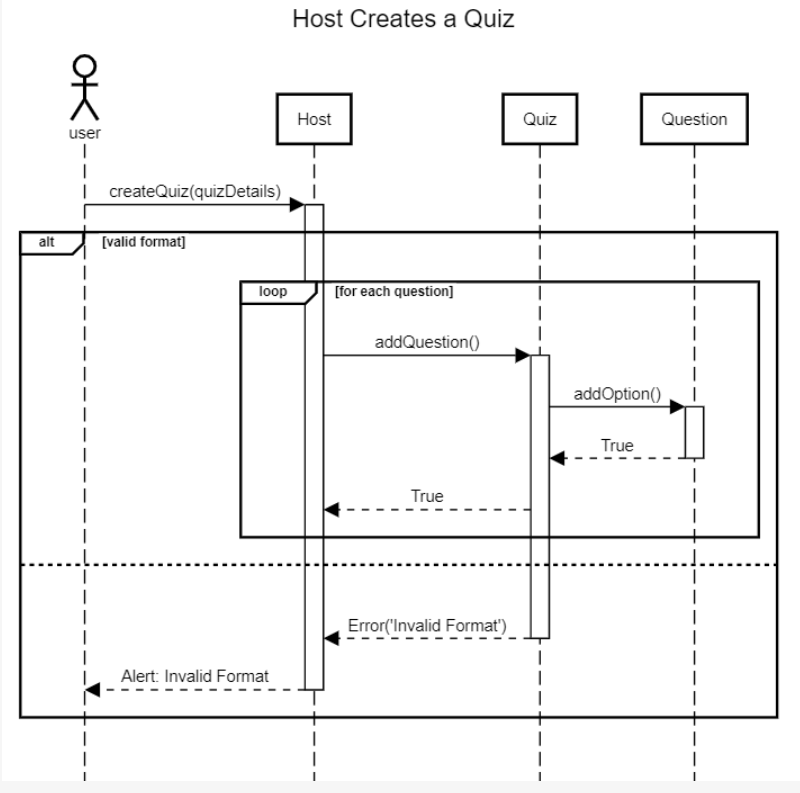 Host Creates a Quiz
user
Host
Quiz
Question
createQuiz(quizDetails)
alt
[valid format]
loop
[for each question]
addQuestion()
addOption()
True
True
Error('Invalid Format')
Alert: Invalid Format